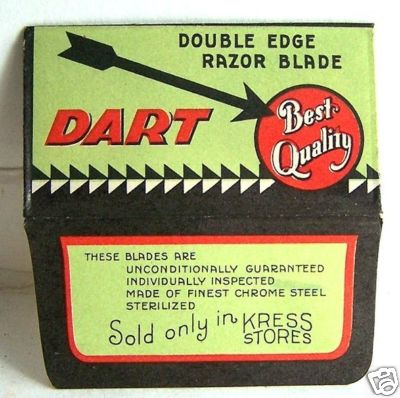 DOUBLE EDGE
RAZOR BLADE
DART
Best
Quality
THESE BLADES ARE
UNCONDITIONALLY GUARANTEED
INDIVIDUALLY INSPECTED
MADE OF FINEST CHROME STEEL
STERILIZED
Sold only in KRESS
STORES